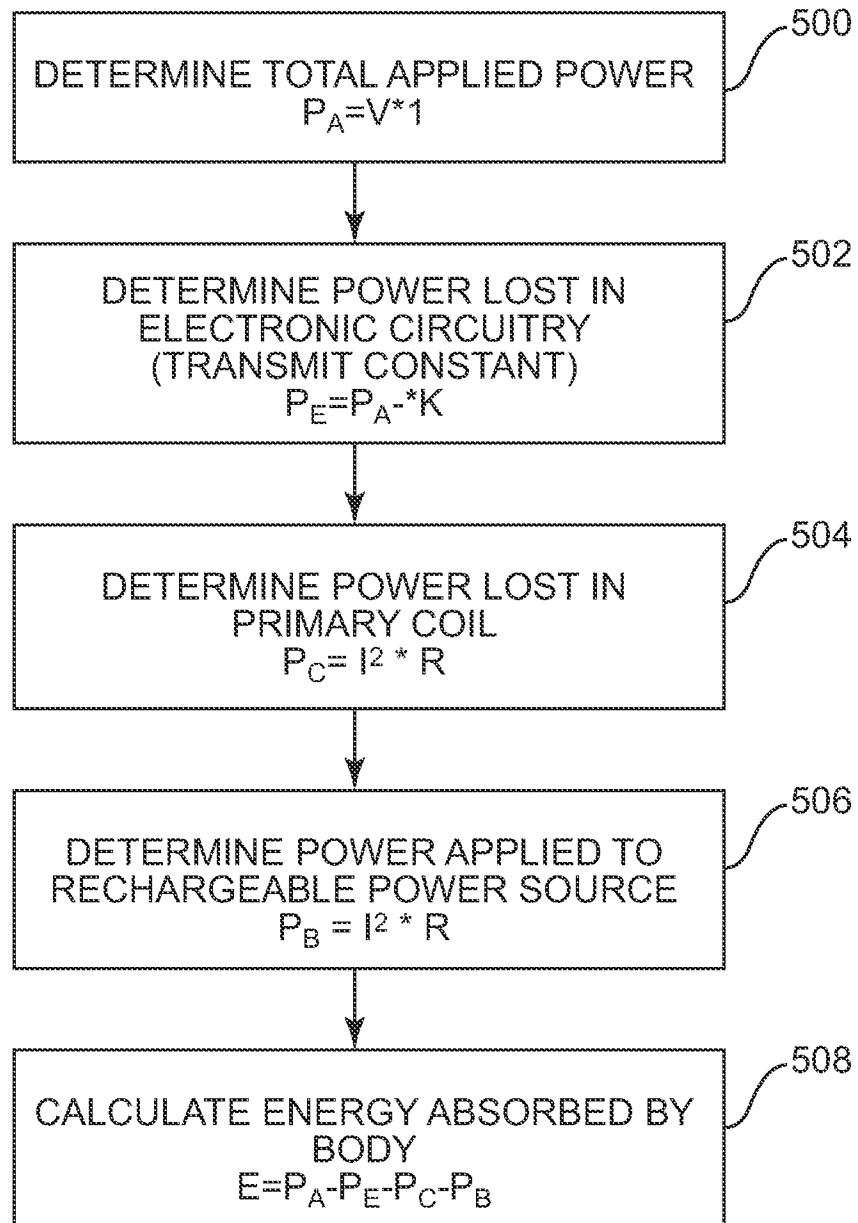 500
DETERMINE TOTAL APPLIED POWER
P_A=V*1
502
DETERMINE POWER LOST IN
ELECTRONIC CIRCUITRY
(TRANSMIT CONSTANT)
P_E=P_A-*K
504
DETERMINE POWER LOST IN
PRIMARY COIL
P_C= I² * R
506
DETERMINE POWER APPLIED TO
RECHARGEABLE POWER SOURCE
P_B = I² * R
508
CALCULATE ENERGY ABSORBED BY
BODY
E=P_A-P_E-P_C-P_B